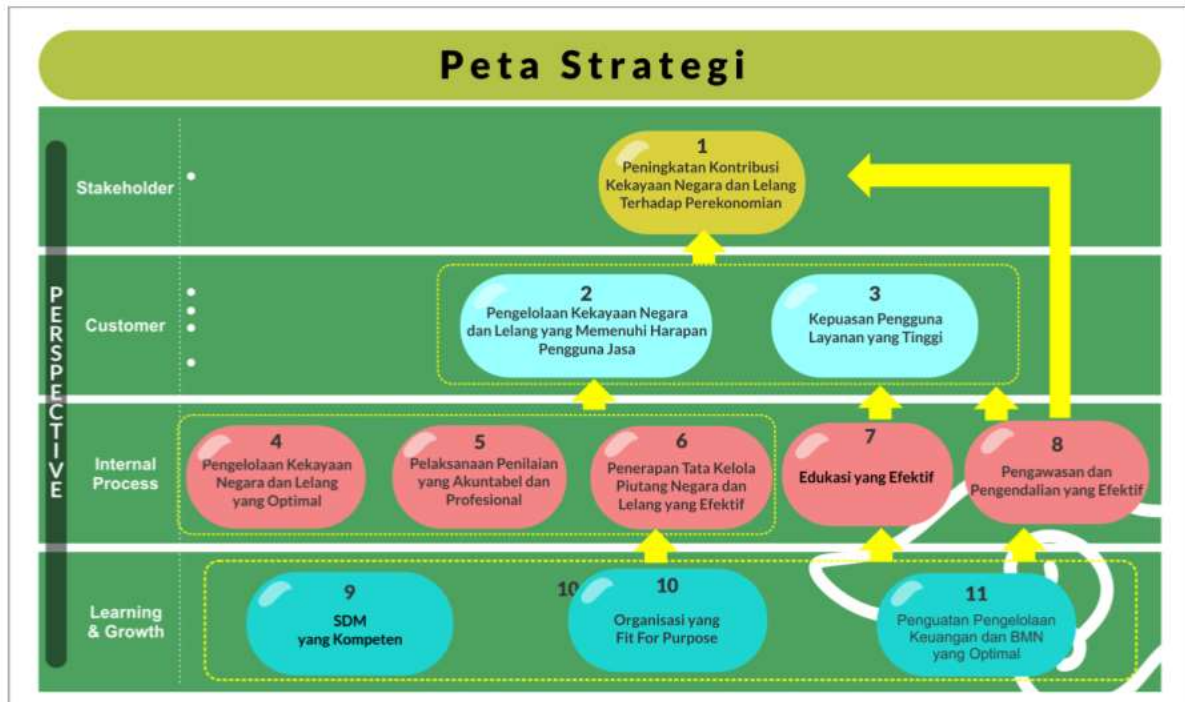 Peta Strategi
PERSPECTIVE
Stakeholder
1
Peningkatan Kontribusi
Kekayaan Negara dan Lelang
Terhadap Perekonomian
Customer
2
Pengelolaan Kekayaan Negara
dan Lelang yang Memenuhi Harapan
Pengguna Jasa
3
Kepuasan Pengguna
Layanan yang Tinggi
Internal
Process
4
Pengelolaan Kekayaan
Negara dan Lelang
yang Optimal
5
Pelaksanaan Penilaian
yang Akuntabel dan
Profesional
6
Penerapan Tata Kelola
Piutang Negara dan
Lelang yang Efektif
7
Edukasi yang Efektif
8
Pengawasan dan
Pengendalian yang Efektif
Learning
& Growth
9
SDM
yang Kompeten
10
10
Organisasi yang
Fit For Purpose
11
Penguatan Pengelolaan
Keuangan dan BMN
yang Optimal